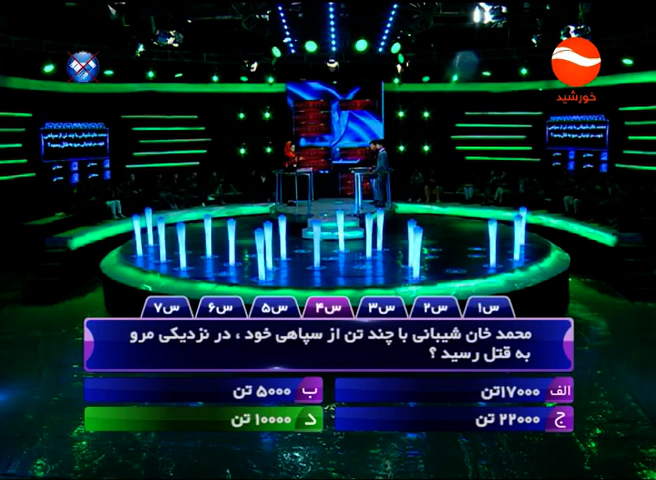 خورشید
س۱ س۲ س۳ س۴ س۵ س۶ س۷
محمد خان شیبانی با چند تن از سپاهی خود ، در نزدیکی مرو
به قتل رسید ؟
الف ۱۷۰۰۰تن
ب ۵۰۰۰ تن
ج ۲۲۰۰۰ تن
د ۱۰۰۰۰ تن